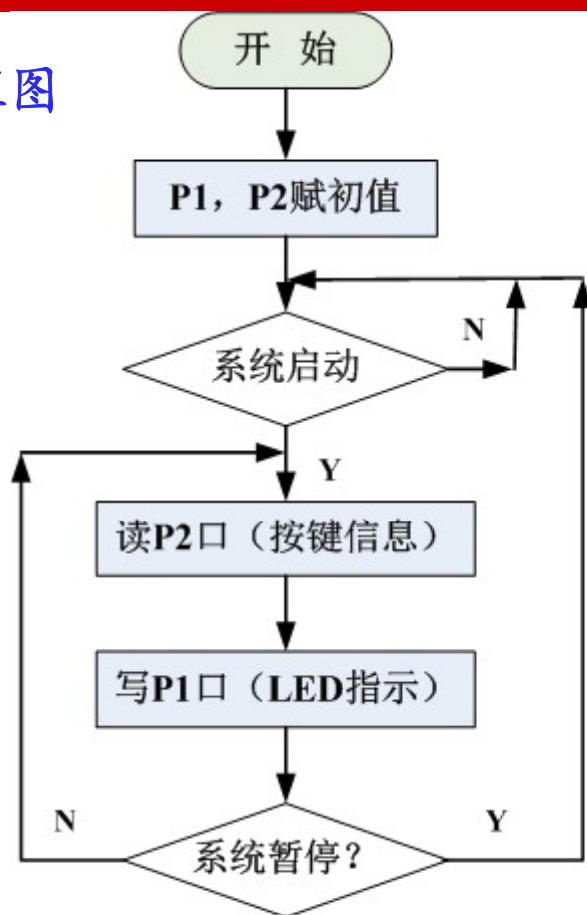 图
开 始
P1，P2赋初值
N
系统启动
Y
读P2口（按键信息）
写P1口（LED指示）
N
Y
系统暂停？